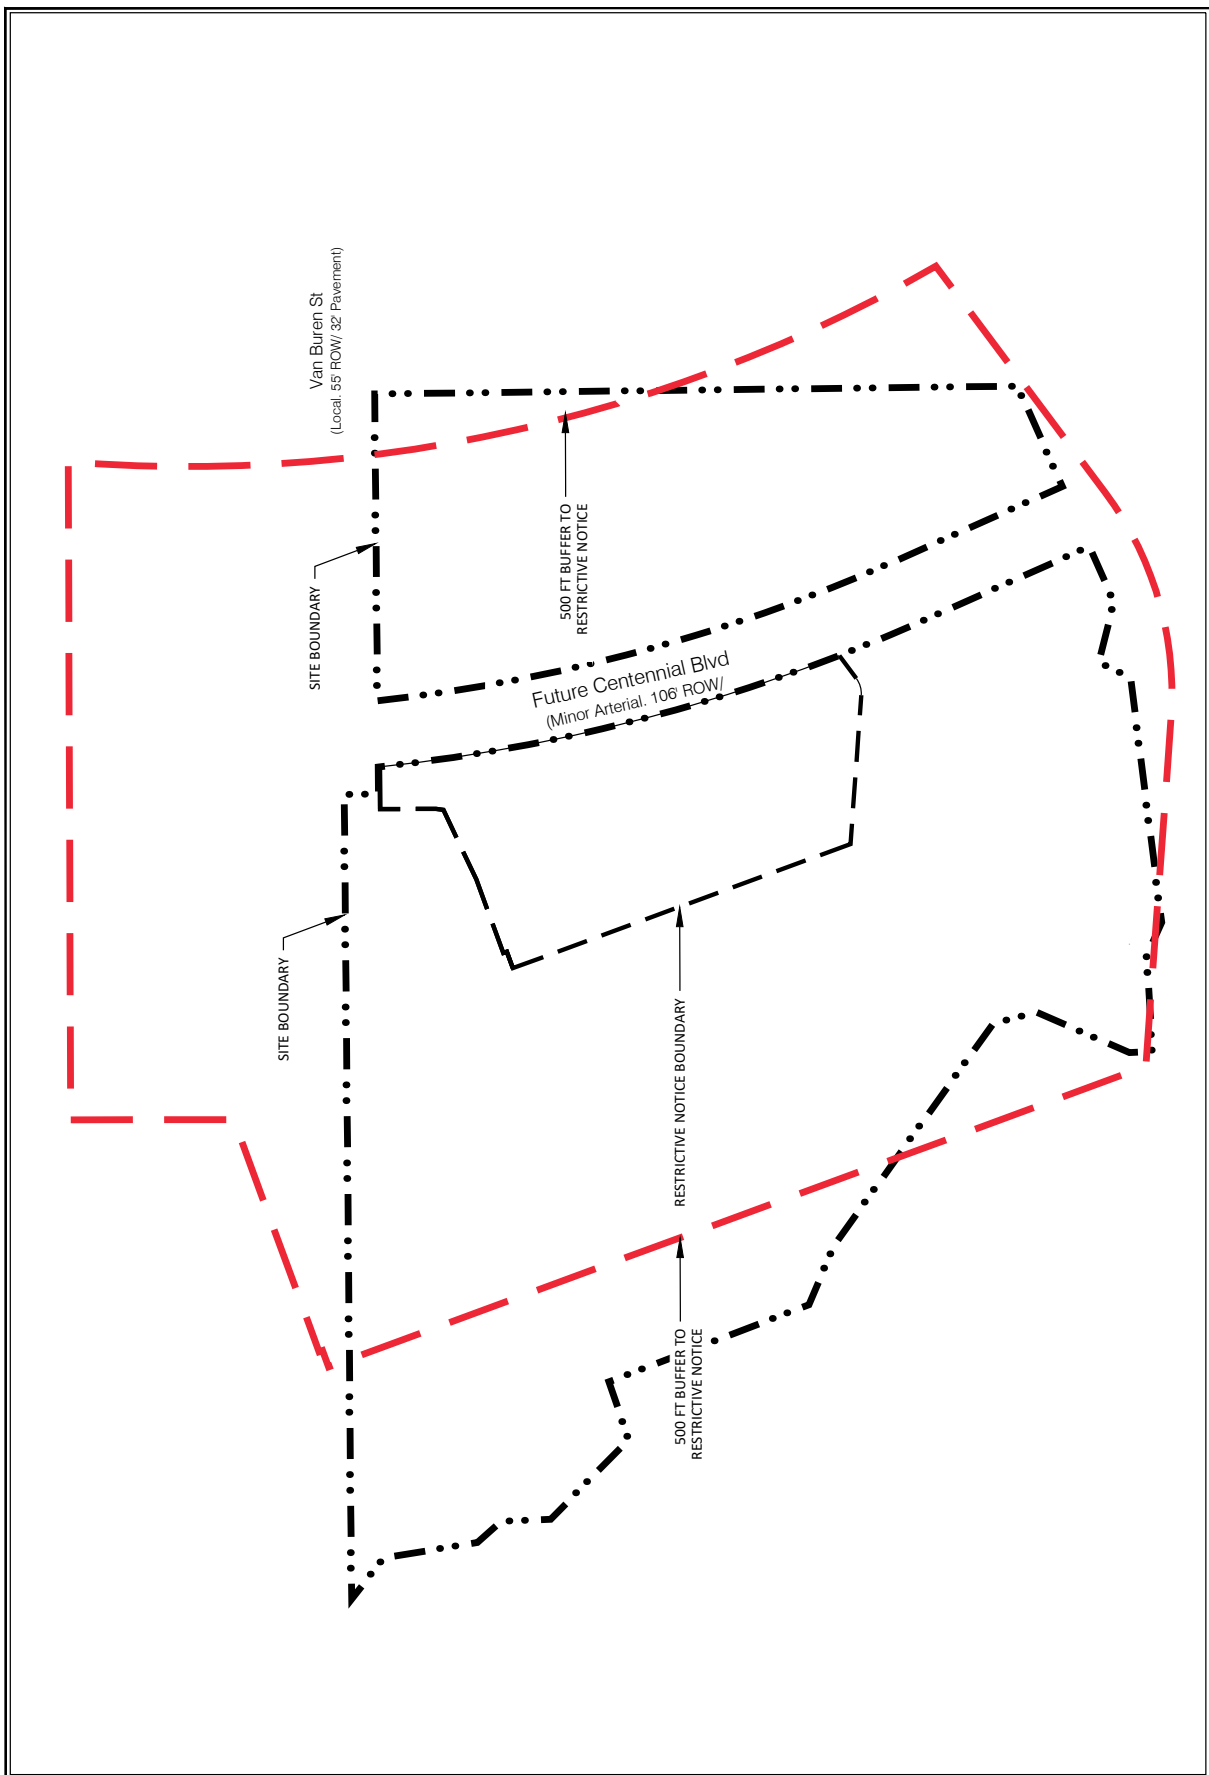 Van Buren St
(Local. 55' ROW/ 32' Pavement)
SITE BOUNDARY
500 FT BUFFER TO
RESTRICTIVE NOTICE
Future Centennial Blvd
(Minor Arterial. 106' ROW/
SITE BOUNDARY
RESTRICTIVE NOTICE BOUNDARY
500 FT BUFFER TO
RESTRICTIVE NOTICE